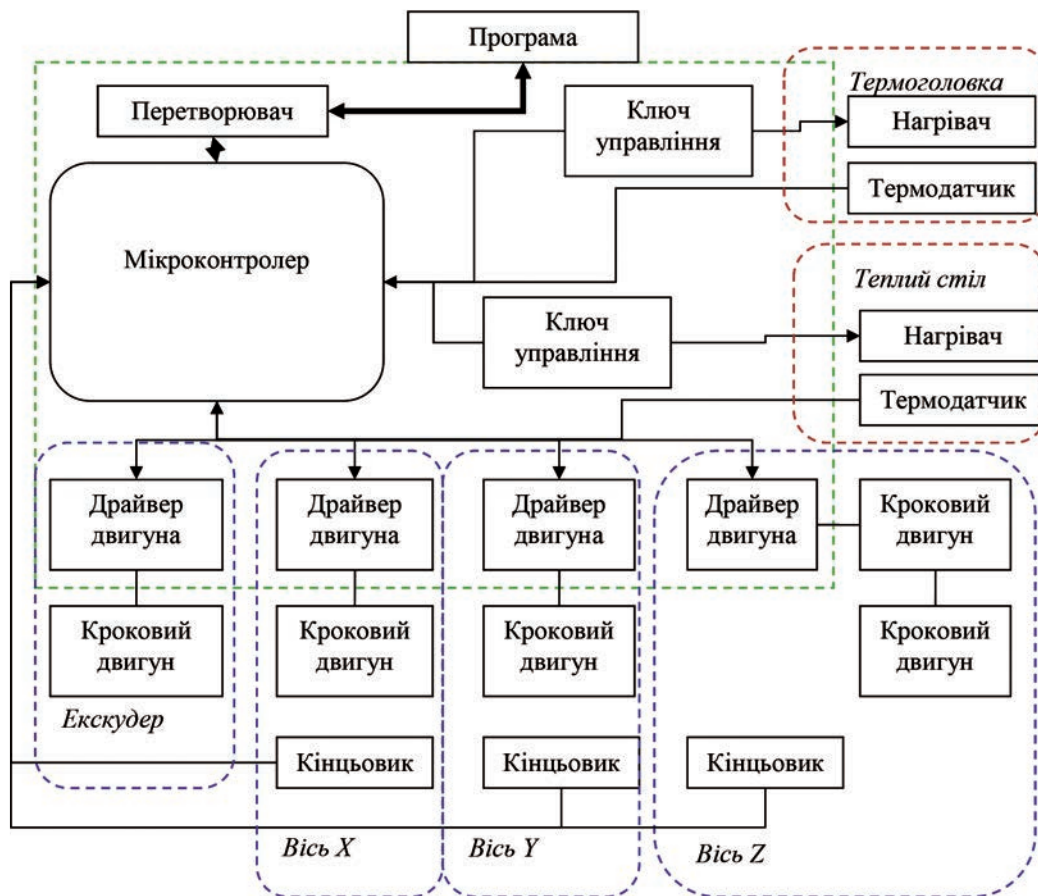 Програма
Перетворювач
Ключ
управління
Термоголовка
Нагрівач
Термодатчик
Мікроконтролер
Ключ
управління
Теплий стіл
Нагрівач
Термодатчик
Драйвер
двигуна
Драйвер
двигуна
Драйвер
двигуна
Драйвер
двигуна
Кроковий
двигун
Кроковий
двигун
Кроковий
двигун
Кроковий
двигун
Кроковий
двигун
Екскудер
Кінцьовик
Кінцьовик
Кінцьовик
Вісь X
Вісь Y
Вісь Z